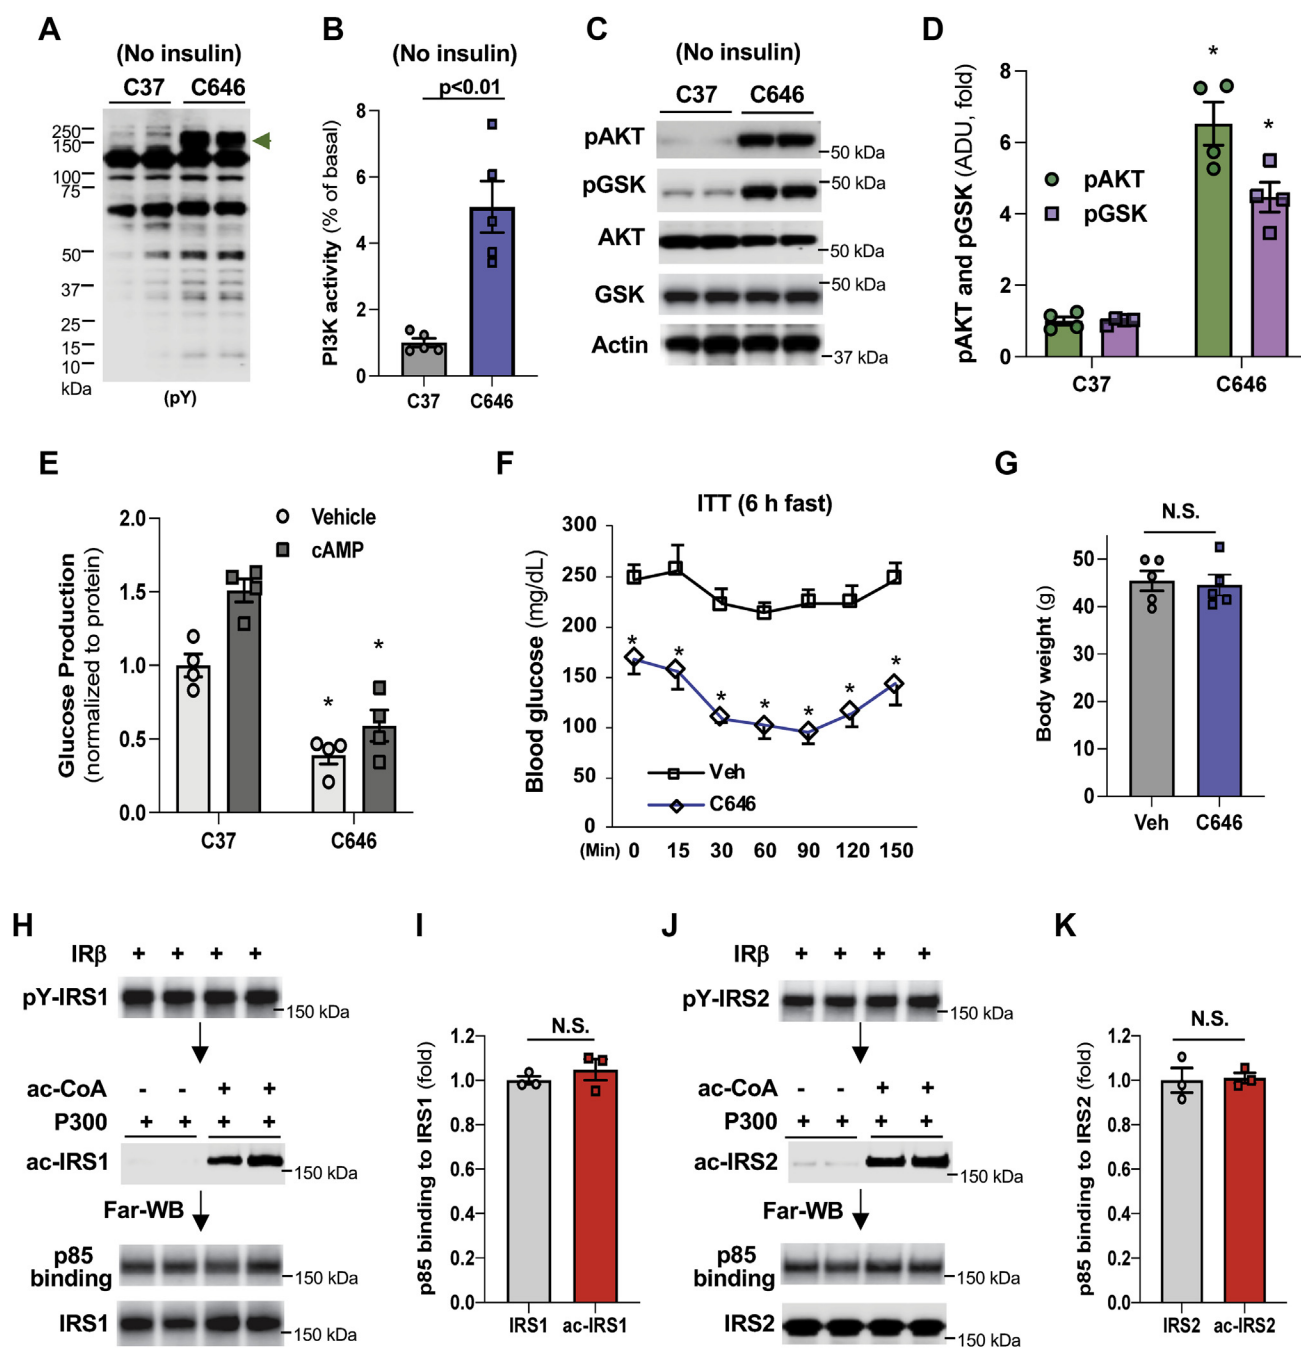 A
(No insulin)
C37 C646
250
150
100
75
50
37
25
15
10
kDa
(pY)
B
(No insulin)
p<0.01
PI3K activity (% of basal)
8
6
4
2
0
C37 C646
C
(No insulin)
C37 C646
pAKT
50 kDa
pGSK
50 kDa
AKT
50 kDa
GSK
50 kDa
Actin
37 kDa
D
pAKT and pGSK (ADU, fold)
8
6
4
2
0
pAKT
pGSK
* *
C37 C646
E
Glucose Production
(normalized to protein)
2.0
1.5
1.0
0.5
0.0
Vehicle
cAMP
* *
C37 C646
F
ITT (6 h fast)
Blood glucose (mg/dL)
300
250
200
150
100
50
0
* * * * * * *
Veh
C646
(Min) 0 15 30 60 90 120 150
G
N.S.
Body weight (g)
50
40
30
20
10
0
Veh C646
H
IRβ + + + +
pY-IRS1
150 kDa
ac-CoA - - + +
P300 + + + +
ac-IRS1
150 kDa
Far-WB
p85
binding
150 kDa
IRS1
150 kDa
I
N.S.
p85 binding to IRS1 (fold)
1.2
1.0
0.8
0.6
0.4
0.2
0.0
IRS1 ac-IRS1
J
IRβ + + + +
pY-IRS2
150 kDa
ac-CoA - - + +
P300 + + + +
ac-IRS2
150 kDa
Far-WB
p85
binding
150 kDa
IRS2
150 kDa
K
N.S.
p85 binding to IRS2 (fold)
1.2
1.0
0.8
0.6
0.4
0.2
0.0
IRS2 ac-IRS2